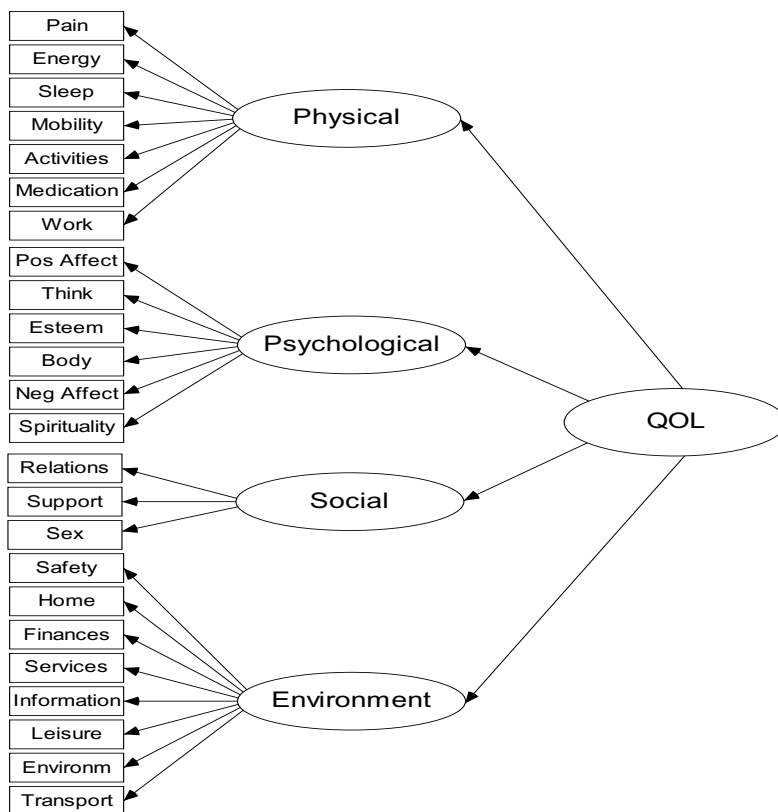 Pain
Energy
Sleep
Mobility
Activities
Medication
Work
Physical
Pos Affect
Think
Esteem
Body
Neg Affect
Spirituality
Psychological
QOL
Relations
Support
Sex
Social
Safety
Home
Finances
Services
Information
Leisure
Environm
Transport
Environment